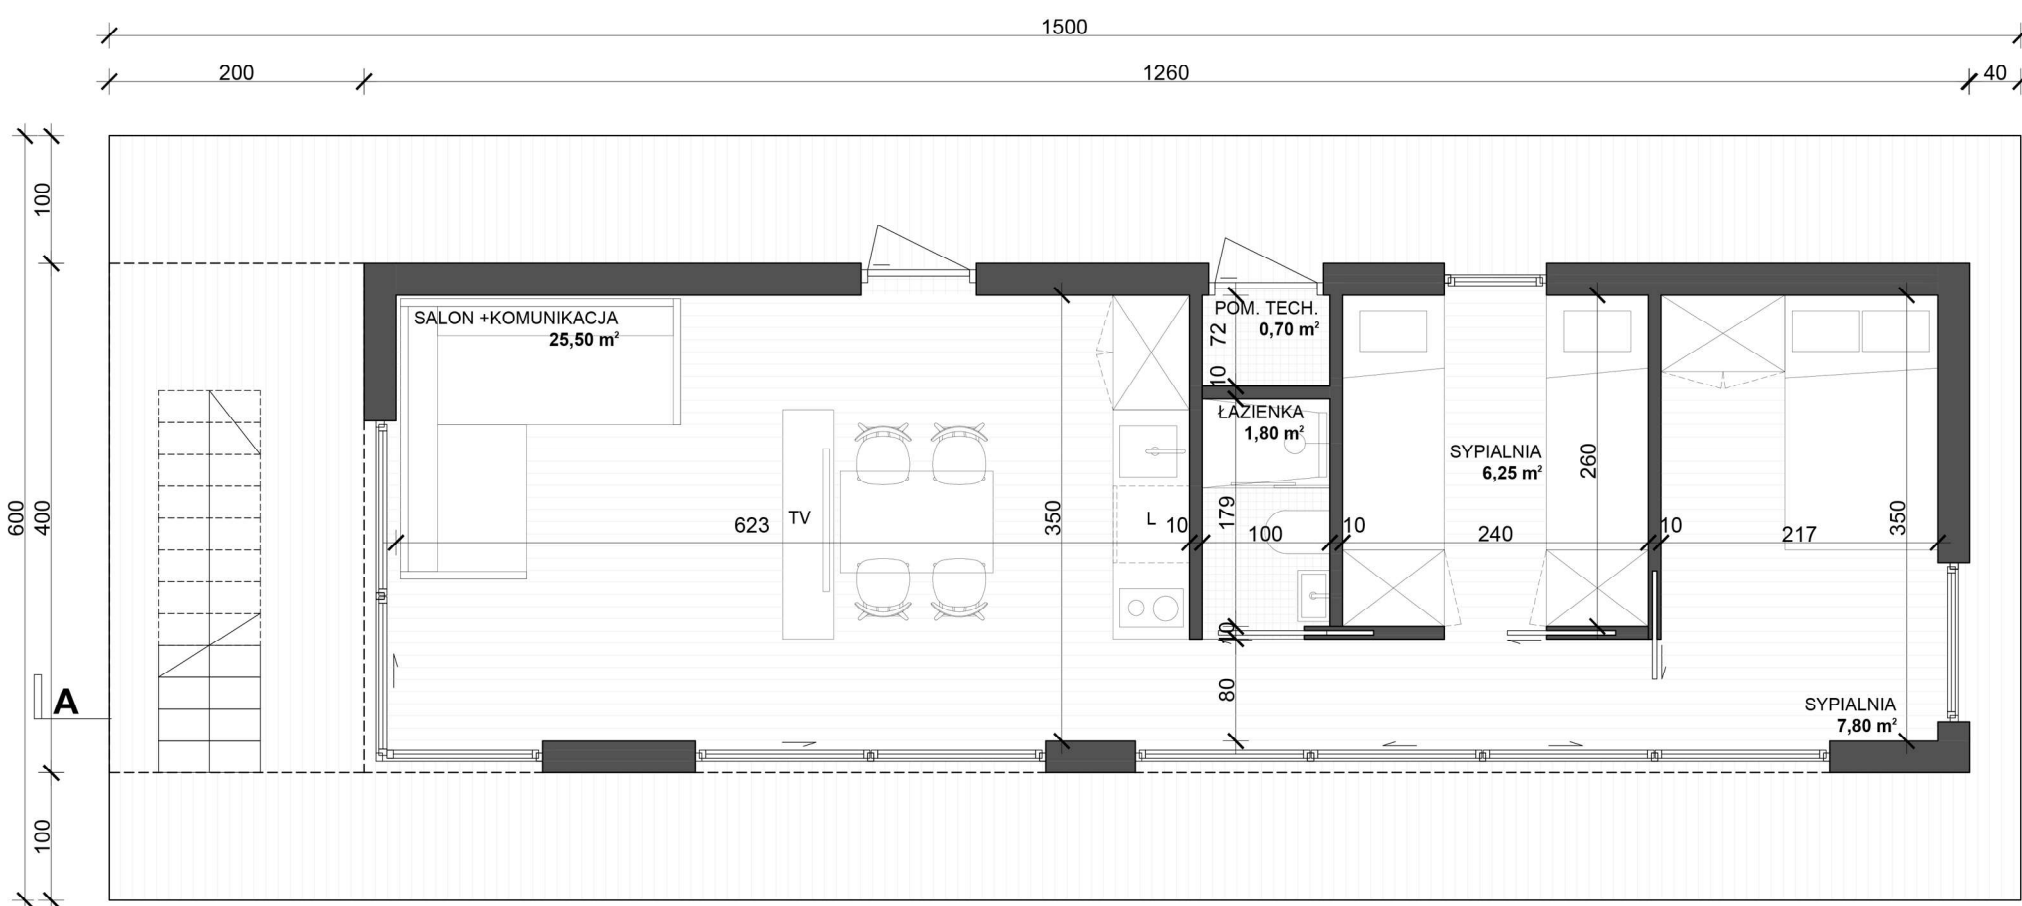 1500
200
1260
40
100
600
400
100
SALON +KOMUNIKACJA
25,50 m²
POM. TECH.
0,70 m²
72
10
ŁAZIENKA
1,80 m²
SYPIALNIA
6,25 m²
260
623
TV
350
L
10
179
100
10
240
10
217
350
10
80
SYPIALNIA
7,80 m²
A